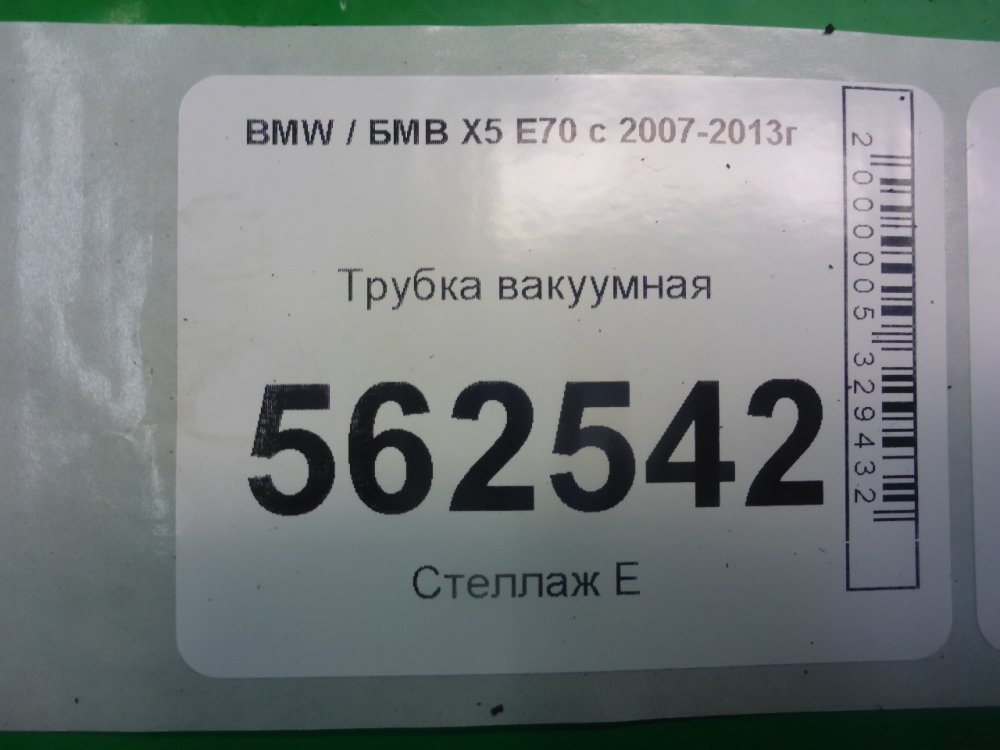 BMW / БМВ X5 E70 с 2007-2013г
Трубка вакуумная
562542
Стеллаж Е
2000005329432